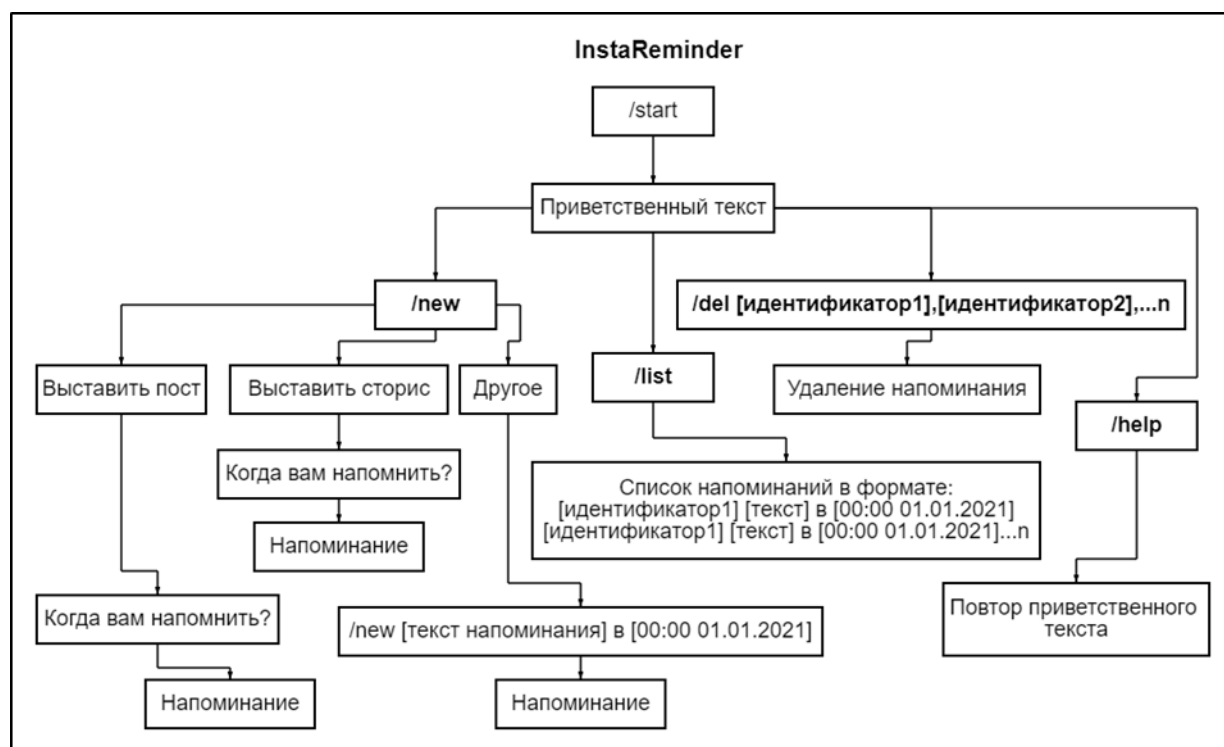 InstaReminder
/start
Приветственный текст
/new
/del [идентификатор1],[идентификатор2],...n
Выставить пост
Выставить сторис
Другое
/list
Удаление напоминания
/help
Когда вам напомнить?
Список напоминаний в формате:
[идентификатор1] [текст] в [00:00 01.01.2021]
[идентификатор1] [текст] в [00:00 01.01.2021]...n
Напоминание
Когда вам напомнить?
/new [текст напоминания] в [00:00 01.01.2021]
Повтор приветственного
текста
Напоминание
Напоминание